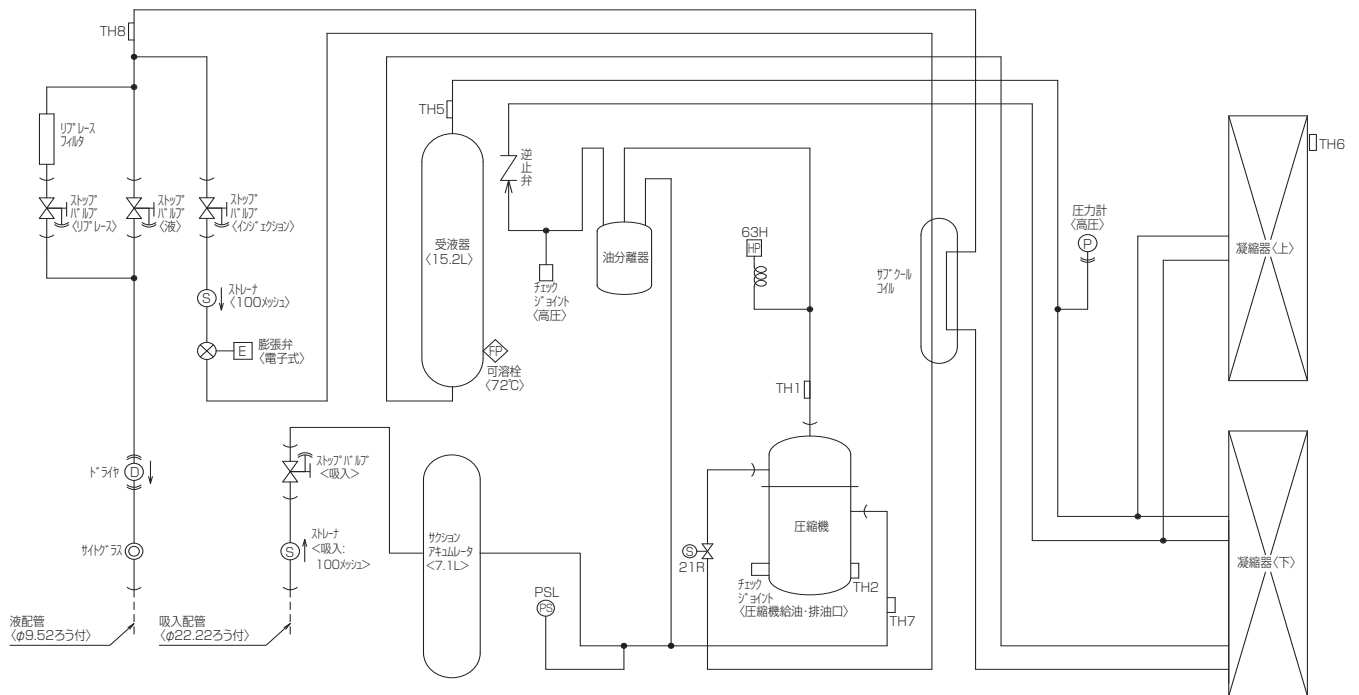 TH8
リプレース
フィルタ
ストップ
バルブ
〈リプレース〉
ストップ
バルブ
〈液〉
ストップ
バルブ
〈インジェクション〉
S
ストレーナ
〈100メッシュ〉
E
膨張弁
〈電子式〉
ドライヤ
D
サイトグラス
液配管
〈φ9.52ろう付〉
吸入配管
〈φ22.22ろう付〉
ストップバルブ
<吸入>
S
ストレーナ
<吸入:
100メッシュ>
TH5
受液器
〈15.2L〉
FP
可溶栓
〈72℃〉
サクション
アキュムレータ
<7.1L>
逆止弁
チェック
ジョイント
〈高圧〉
油分離器
63H
HP
TH1
圧縮機
S
21R
チェック
ジョイント
〈圧縮機給油・排油口〉
TH2
TH7
PSL
PS
サブクール
コイル
圧力計
〈高圧〉
P
凝縮器〈上〉
TH6
凝縮器〈下〉